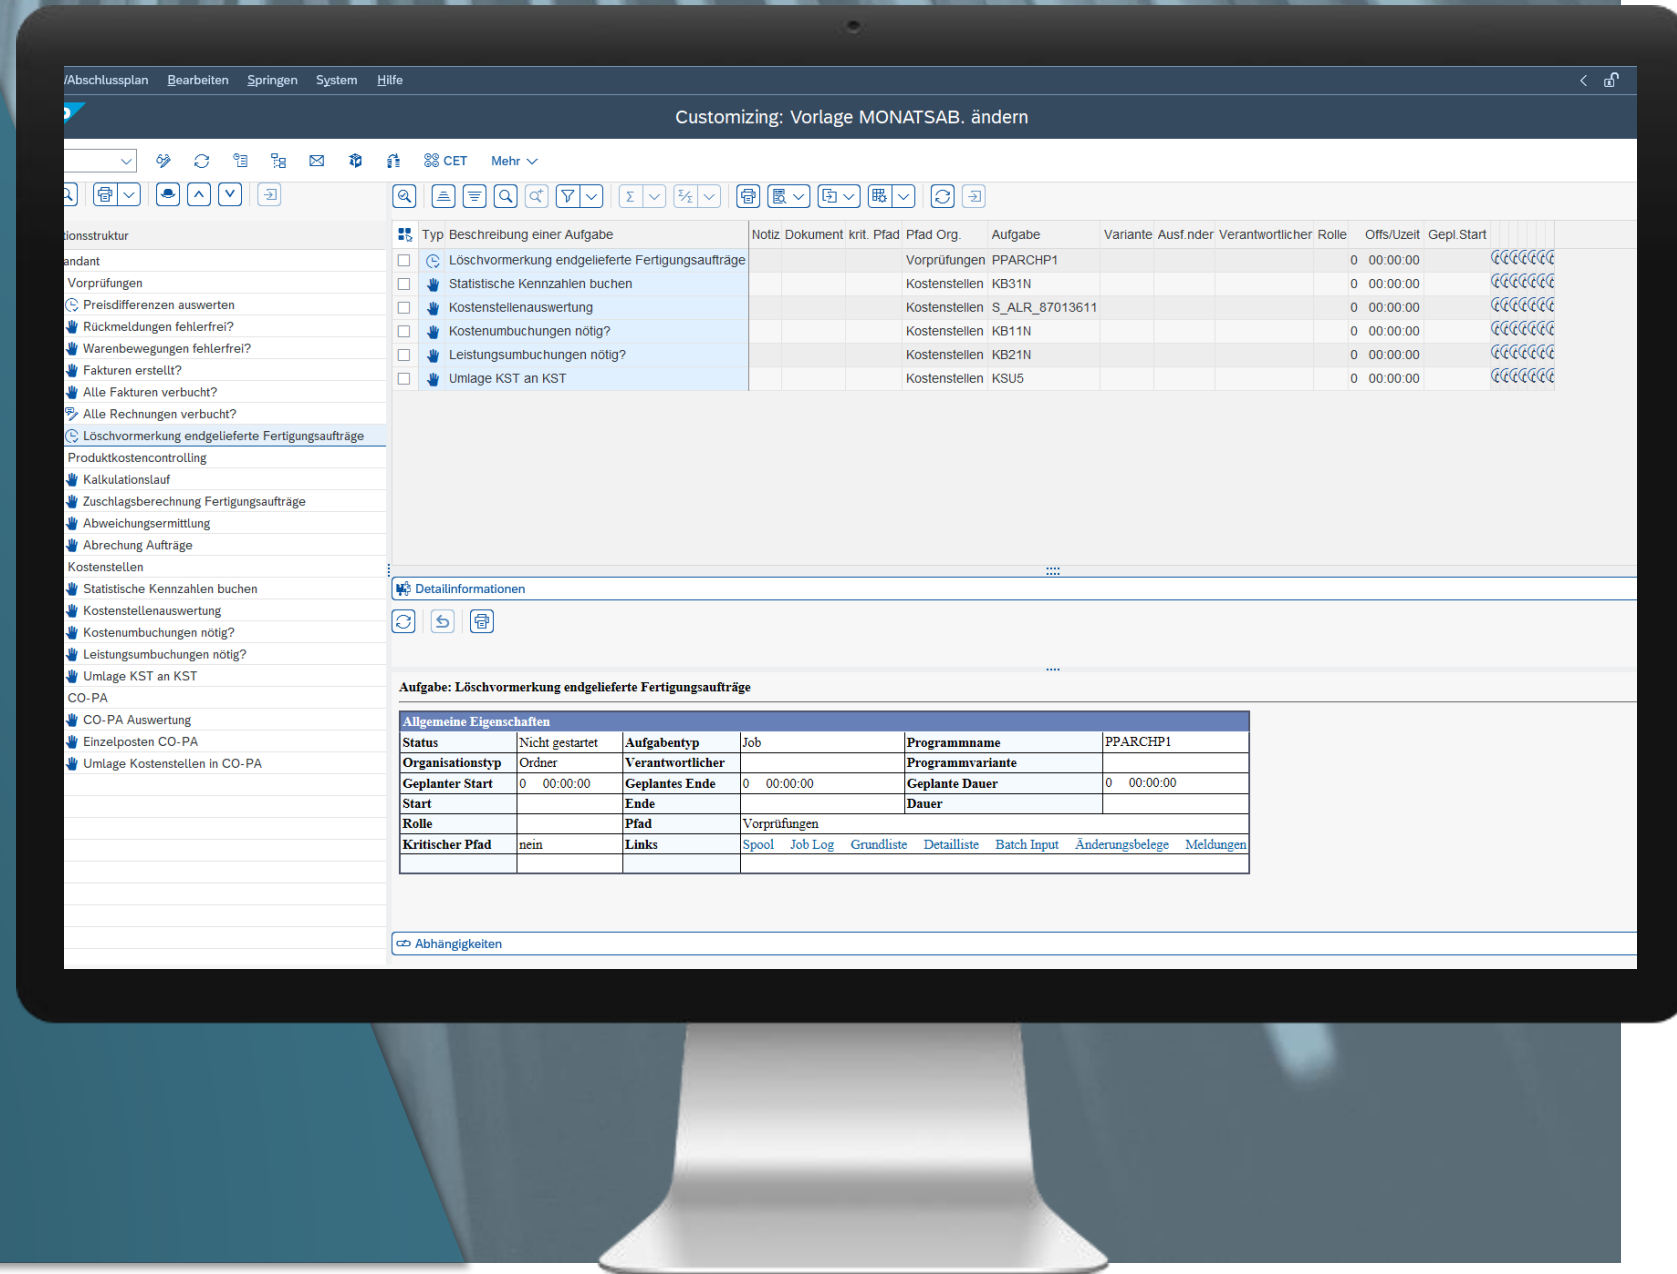 /Abschlussplan Bearbeiten Springen System Hilfe
Customizing: Vorlage MONATSAB. ändern
CET Mehr
tionsstruktur
andant
Vorprüfungen
Preisdifferenzen auswerten
Rückmeldungen fehlerfrei?
Warenbewegungen fehlerfrei?
Fakturen erstellt?
Alle Fakturen verbucht?
Alle Rechnungen verbucht?
Löschvormerkung endgelieferte Fertigungsaufträge
Produktkostencontrolling
Kalkulationslauf
Zuschlagsberechnung Fertigungsaufträge
Abweichungsermittlung
Abrechung Aufträge
Kostenstellen
Statistische Kennzahlen buchen
Kostenstellenauswertung
Kostenumbuchungen nötig?
Leistungsumbuchungen nötig?
Umlage KST an KST
CO-PA
CO-PA Auswertung
Einzelposten CO-PA
Umlage Kostenstellen in CO-PA
Typ Beschreibung einer Aufgabe Notiz Dokument krit. Pfad Pfad Org. Aufgabe Variante Ausf.nder Verantwortlicher Rolle Offs/Uzeit Gepl.Start
Löschvormerkung endgelieferte Fertigungsaufträge Vorprüfungen PPARCHP1 0 00:00:00
Statistische Kennzahlen buchen Kostenstellen KB31N 0 00:00:00
Kostenstellenauswertung Kostenstellen S_ALR_87013611 0 00:00:00
Kostenumbuchungen nötig? Kostenstellen KB11N 0 00:00:00
Leistungsumbuchungen nötig? Kostenstellen KB21N 0 00:00:00
Umlage KST an KST Kostenstellen KSU5 0 00:00:00
Detailinformationen
Aufgabe: Löschvormerkung endgelieferte Fertigungsaufträge
Allgemeine Eigenschaften
Status Nicht gestartet Aufgabentyp Job Programmname PPARCHP1
Organisationstyp Ordner Verantwortlicher Programmvariante
Geplanter Start 0 00:00:00 Geplantes Ende 0 00:00:00 Geplante Dauer 0 00:00:00
Start Ende Dauer
Rolle Pfad Vorprüfungen
Kritischer Pfad nein Links Spool Job Log Grundliste Detailliste Batch Input Änderungsbelege Meldungen
Abhängigkeiten